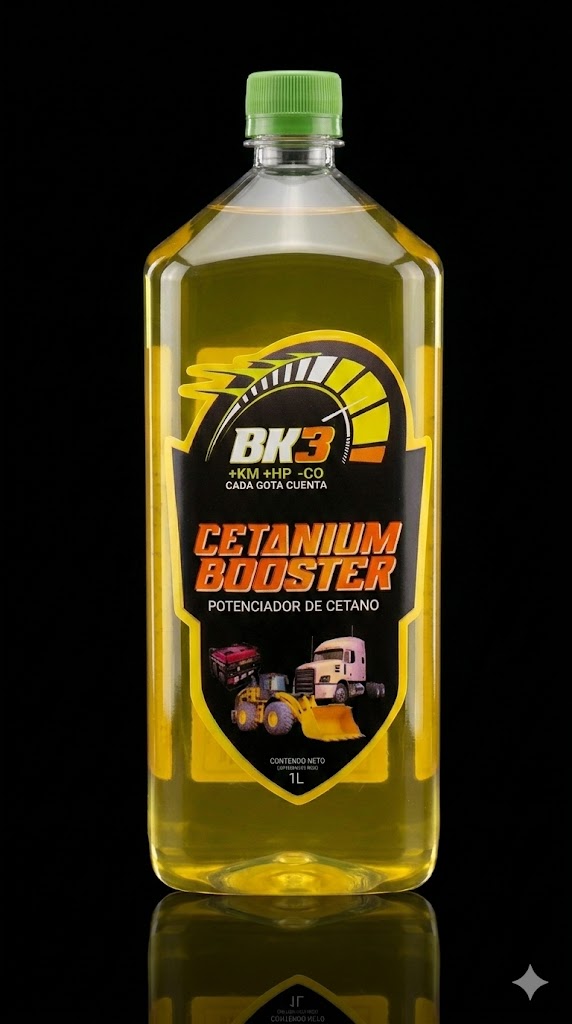 BK3
+KM +HP -CO
CADA GOTA CUENTA
CETANIUM
BOOSTER
POTENCIADOR DE CETANO
CONTENDO NETO
1L